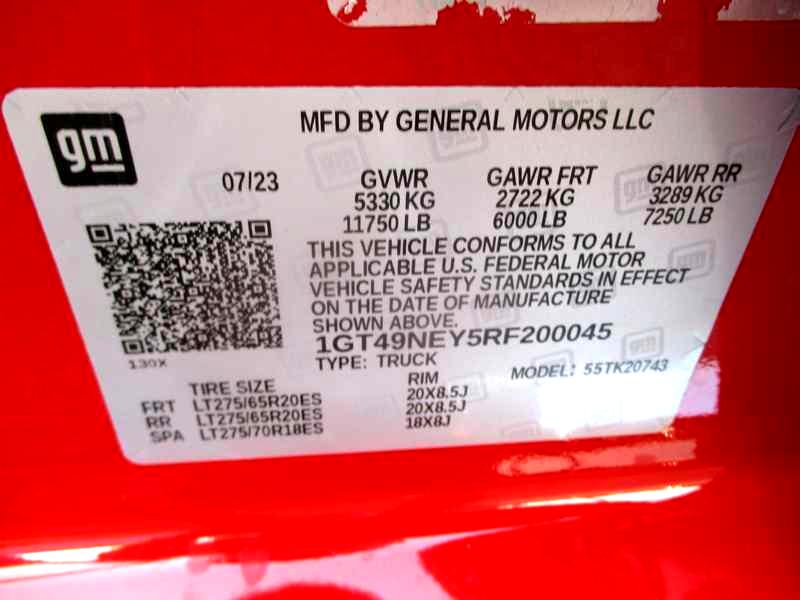 gm
MFD BY GENERAL MOTORS LLC
07/23
GVWR GAWR FRT GAWR RR
5330 KG 2722 KG 3289 KG
11750 LB 6000 LB 7250 LB
THIS VEHICLE CONFORMS TO ALL
APPLICABLE U.S. FEDERAL MOTOR
VEHICLE SAFETY STANDARDS IN EFFECT
ON THE DATE OF MANUFACTURE
SHOWN ABOVE.
1GT49NEY5RF200045
TYPE: TRUCK MODEL: 55TK20743
130X
TIRE SIZE RIM
FRT LT275/65R20ES 20X8.5J
RR LT275/65R20ES 20X8.5J
SPA LT275/70R18ES 18X8J